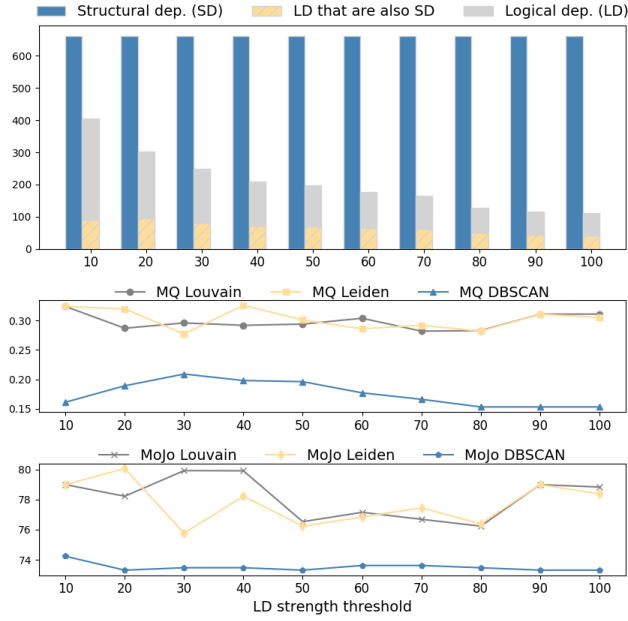 Structural dep. (SD) LD that are also SD Logical dep. (LD)
600
500
400
300
200
100
0
10 20 30 40 50 60 70 80 90 100
MQ Louvain MQ Leiden MQ DBSCAN
0.30
0.25
0.20
0.15
10 20 30 40 50 60 70 80 90 100
MoJo Louvain MoJo Leiden MoJo DBSCAN
80
78
76
74
10 20 30 40 50 60 70 80 90 100
LD strength threshold